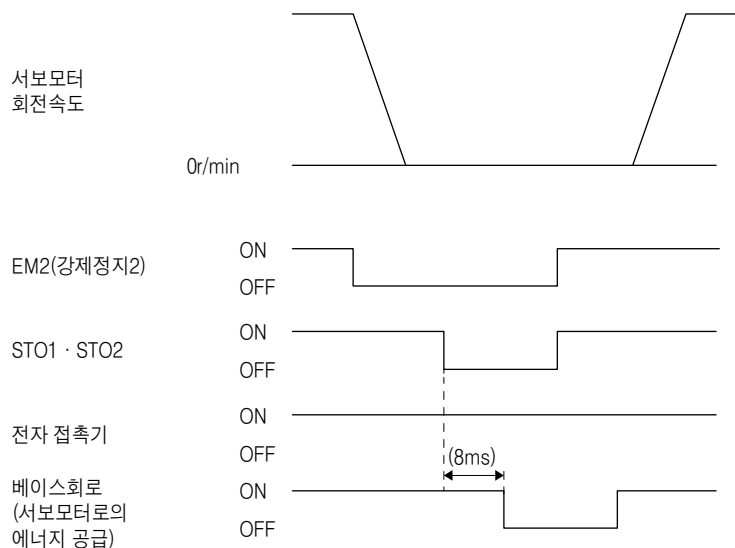 서보모터
회전속도
0r/min
EM2(강제정지2)
ON
OFF
STO1 · STO2
ON
OFF
전자 접촉기
ON
OFF
(8ms)
베이스회로
(서보모터로의
에너지 공급)
ON
OFF